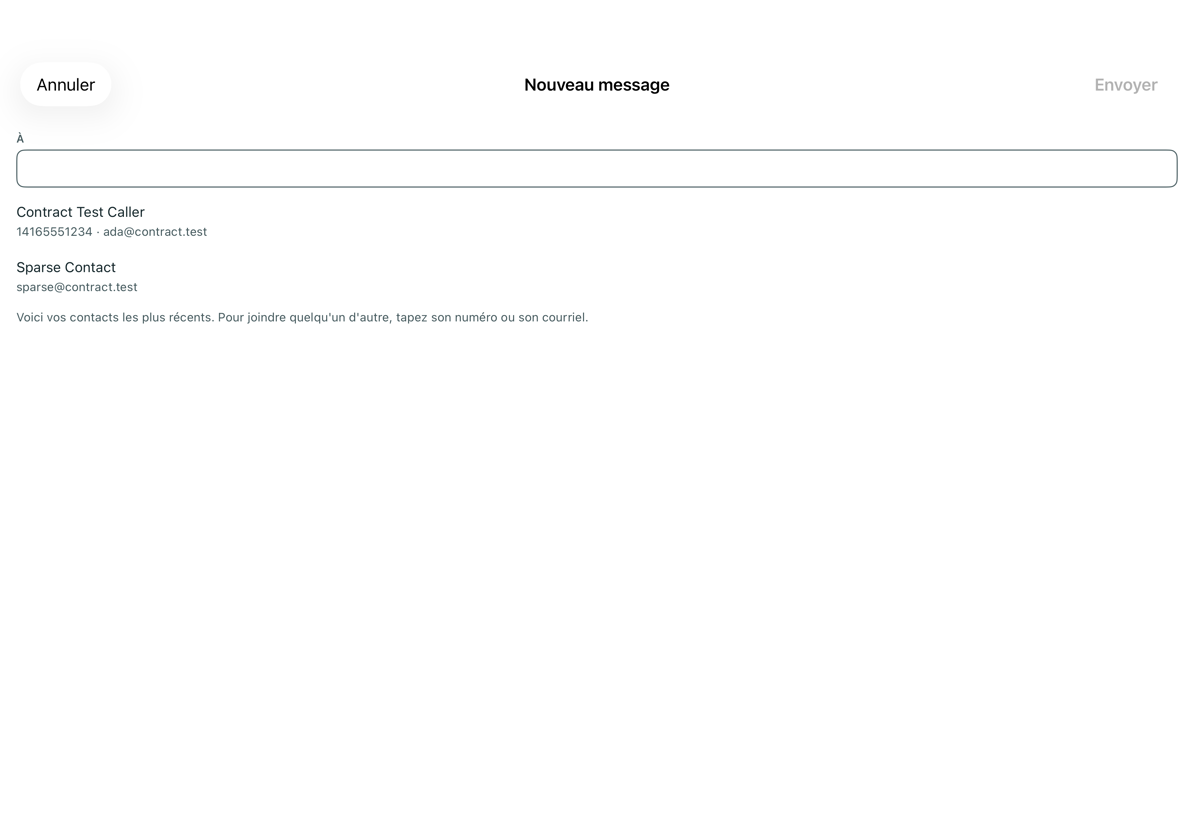 Annuler
Nouveau message
Envoyer
À
Contract Test Caller
14165551234 · ada@contract.test
Sparse Contact
sparse@contract.test
Voici vos contacts les plus récents. Pour joindre quelqu'un d'autre, tapez son numéro ou son courriel.